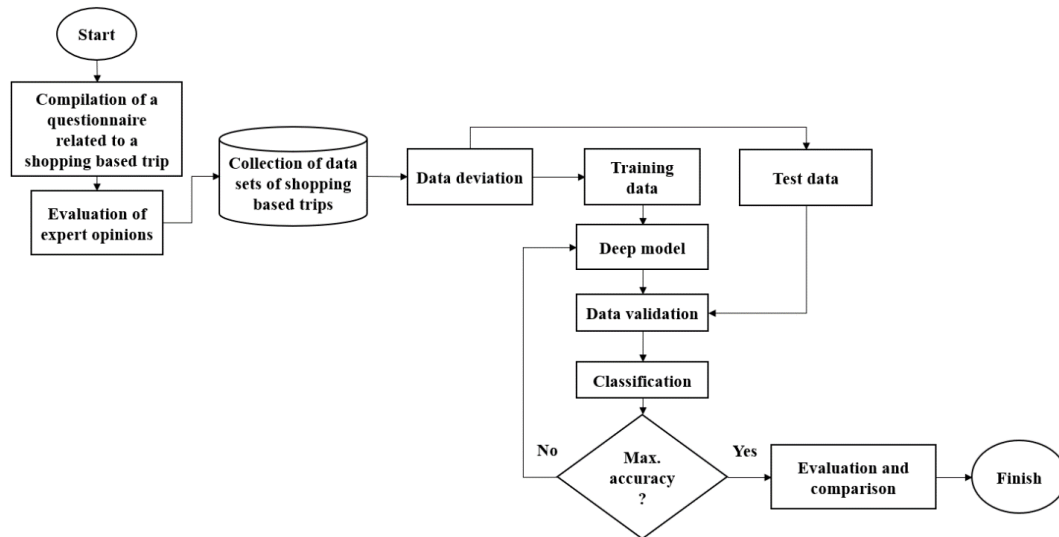 Start
Compilation of a
questionnaire
related to a
shopping based trip
Evaluation of
expert opinions
Collection of data
sets of shopping
based trips
Data deviation
Training
data
Test data
Deep model
Data validation
Classification
No
Max.
accuracy
?
Yes
Evaluation and
comparison
Finish